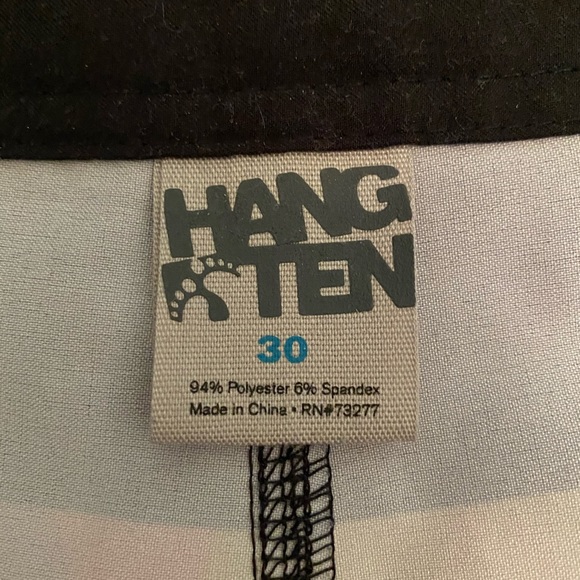 HANG
TEN
30
94% Polyester 6% Spandex
Made in China • RN#73277